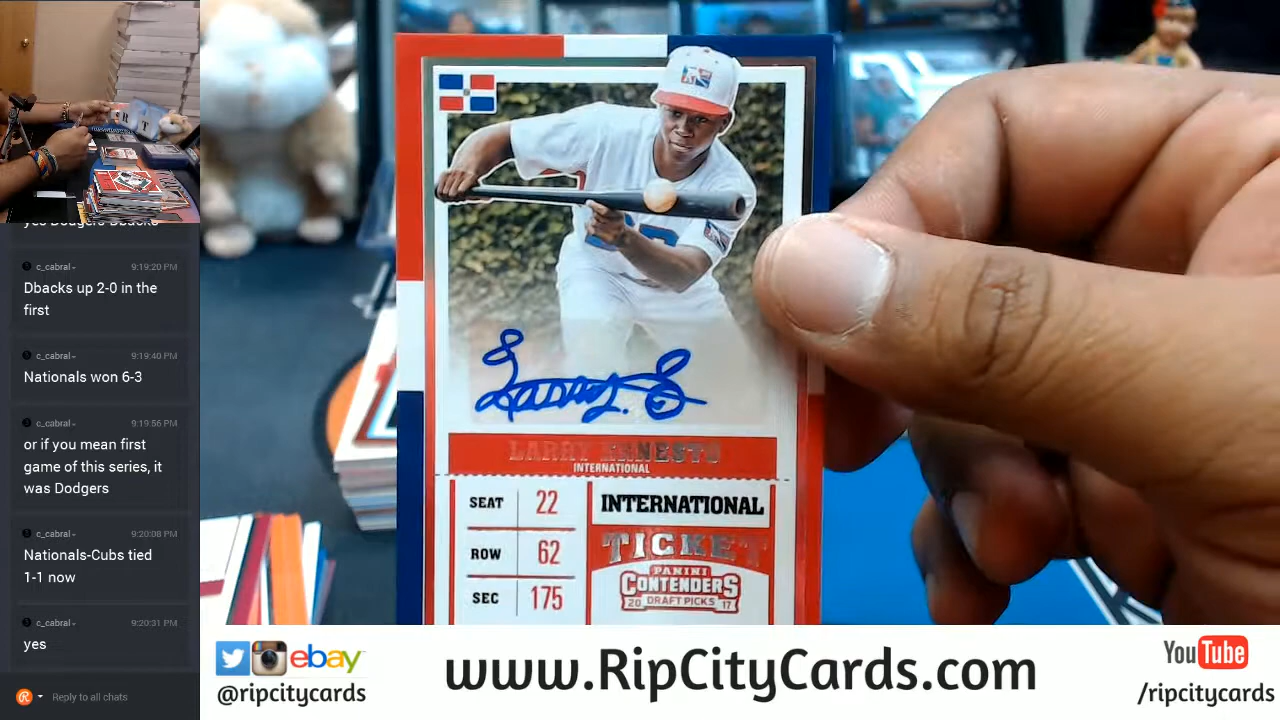 yes Dodgers Dbacks
c_cabral 9:19:20 PM
Dbacks up 2-0 in the
first
c_cabral 9:19:40 PM
Nationals won 6-3
c_cabral 9:19:56 PM
or if you mean first
game of this series, it
was Dodgers
c_cabral 9:20:08 PM
Nationals-Cubs tied
1-1 now
c_cabral 9:20:31 PM
yes
Reply to all chats
LARRY ERNESTO
INTERNATIONAL
SEAT 22
ROW 62
SEC 175
INTERNATIONAL
TICKET
PANINI
CONTENDERS
20 DRAFT PICKS 17
ebay
@ripcitycards
www.RipCityCards.com
YouTube
/ripcitycards